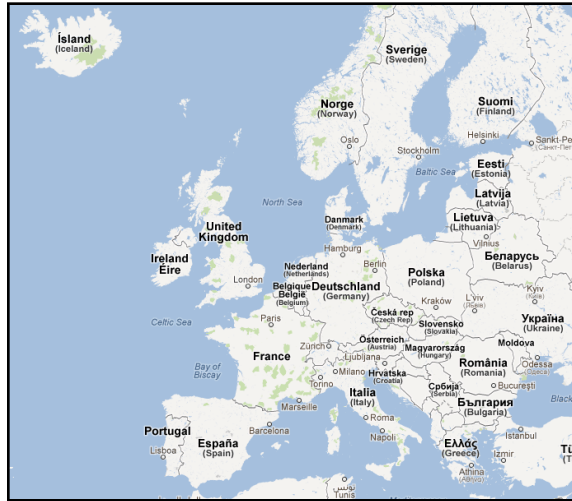 Ísland
(Iceland)
Sverige
(Sweden)
Norge
(Norway)
Suomi
(Finland)
Oslo
Helsinki
Stockholm
Eesti
(Estonia)
Baltic Sea
Latvija
(Latvia)
North Sea
Danmark
(Denmark)
Lietuva
(Lithuania)
United
Kingdom
Vilnius
Hamburg
Беларусь
(Belarus)
Ireland
Éire
Nederland
(Netherlands)
Berlin
Polska
(Poland)
London
Belgique
België
(Belgium)
Deutschland
(Germany)
Kraków
L'viv
Kyiv
(Київ)
Česká rep
(Czech Rep)
Celtic Sea
Paris
Slovensko
(Slovakia)
Україна
(Ukraine)
Österreich
(Austria)
Magyarország
(Hungary)
Moldova
Zürich
France
Ljubljana
Odessa
Bay of
Biscay
Milano
Torino
Hrvatska
(Croatia)
România
(Romania)
Србија
(Serbia)
București
Italia
(Italy)
Marseille
България
(Bulgaria)
Roma
Portugal
España
(Spain)
Barcelona
Napoli
Istanbul
Lisboa
Ελλάς
(Greece)
Izmir
Athina
تونس
Tunis